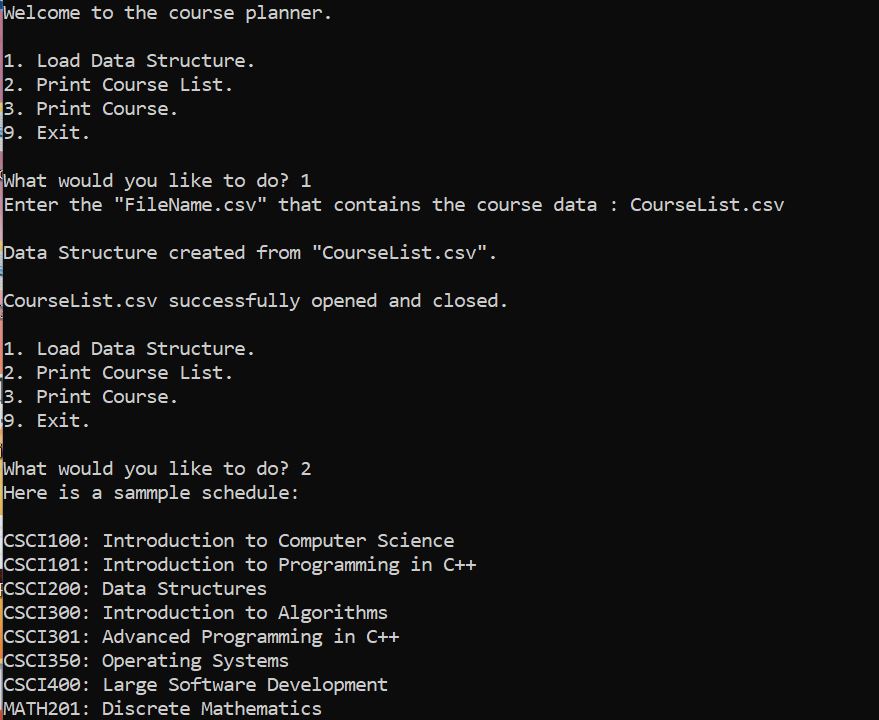 Welcome to the course planner.
1. Load Data Structure.
2. Print Course List.
3. Print Course.
9. Exit.
What would you like to do? 1
Enter the "FileName.csv" that contains the course data : CourseList.csv
Data Structure created from "CourseList.csv".
CourseList.csv successfully opened and closed.
1. Load Data Structure.
2. Print Course List.
3. Print Course.
9. Exit.
What would you like to do? 2
Here is a sammple schedule:
CSCI100: Introduction to Computer Science
CSCI101: Introduction to Programming in C++
CSCI200: Data Structures
CSCI300: Introduction to Algorithms
CSCI301: Advanced Programming in C++
CSCI350: Operating Systems
CSCI400: Large Software Development
MATH201: Discrete Mathematics